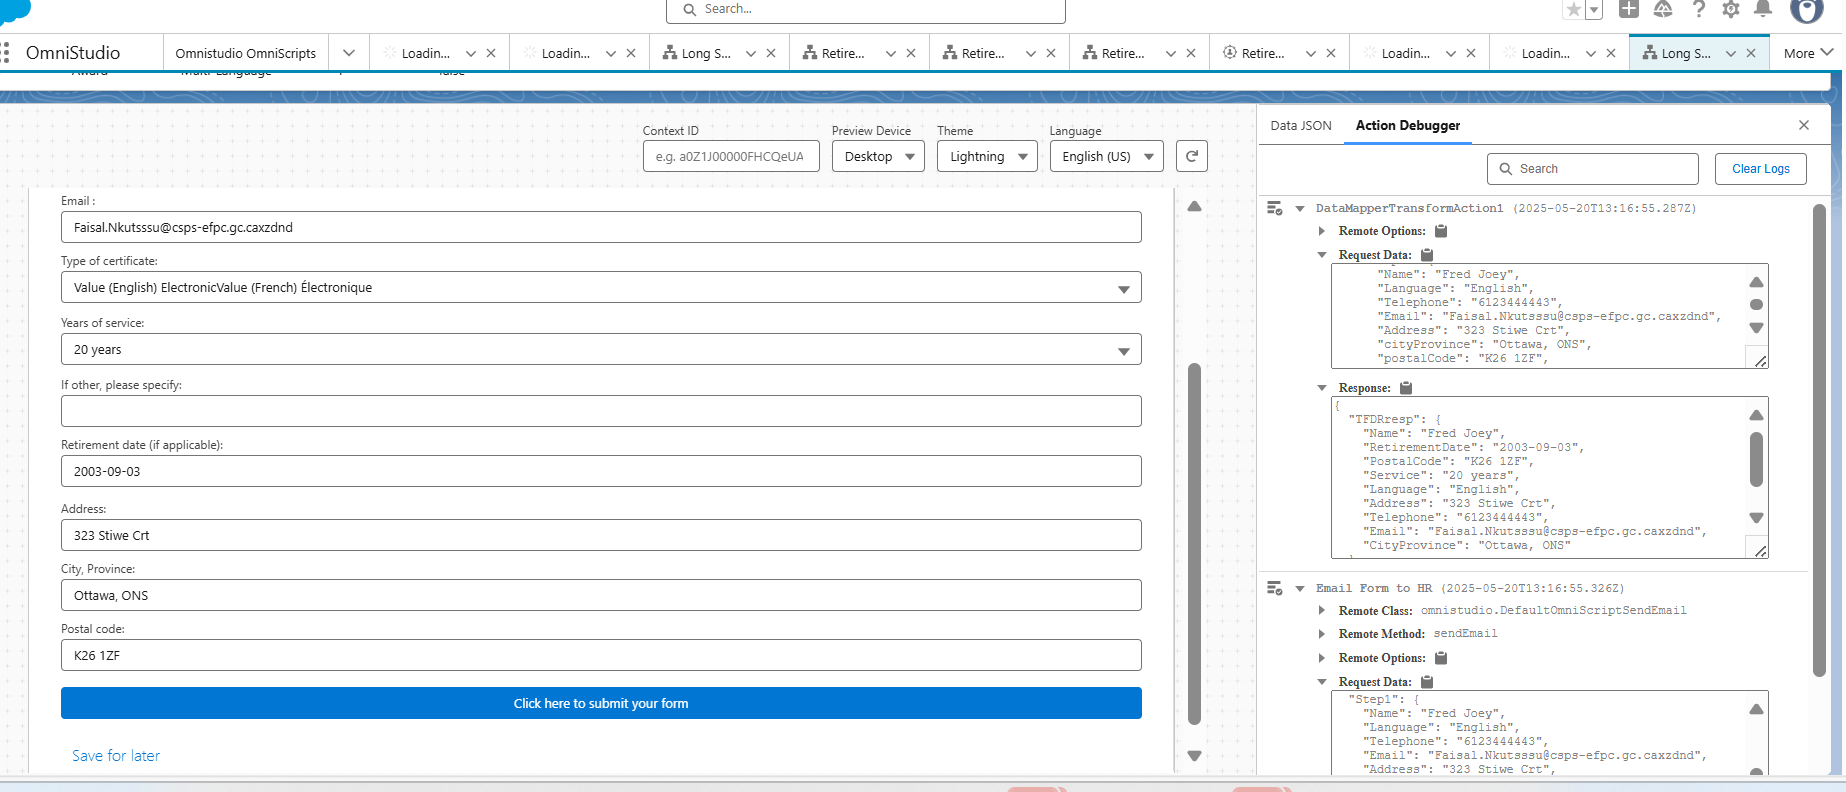 Search...
OmniStudio
Omnistudio OmniScripts
Loadin...
Loadin...
Long S...
Retire...
Retire...
Retire...
Retire...
Loadin...
Loadin...
Long S...
More
Context ID
Preview Device
Theme
Language
e.g. a0Z1J00000FHCQeUA
Desktop
Lightning
English (US)
Email :
Faisal.Nkutsssu@csps-efpc.gc.caxzdnd
Type of certificate:
Value (English) ElectronicValue (French) Électronique
Years of service:
20 years
If other, please specify:
Retirement date (if applicable):
2003-09-03
Address:
323 Stiwe Crt
City, Province:
Ottawa, ONS
Postal code:
K26 1ZF
Click here to submit your form
Save for later
Data JSON
Action Debugger
Search
Clear Logs
DataMapperTransformAction1 (2025-05-20T13:16:55.287Z)
Remote Options:
Request Data:
"Name": "Fred Joey",
"Language": "English",
"Telephone": "6123444443",
"Email": "Faisal.Nkutsssu@csps-efpc.gc.caxzdnd",
"Address": "323 Stiwe Crt",
"cityProvince": "Ottawa, ONS",
"postalCode": "K26 1ZF",
Response:
{
"TFDRresp": {
"Name": "Fred Joey",
"RetirementDate": "2003-09-03",
"PostalCode": "K26 1ZF",
"Service": "20 years",
"Language": "English",
"Address": "323 Stiwe Crt",
"Telephone": "6123444443",
"Email": "Faisal.Nkutsssu@csps-efpc.gc.caxzdnd",
"CityProvince": "Ottawa, ONS"
Email Form to HR (2025-05-20T13:16:55.326Z)
Remote Class: omnistudio.DefaultOmniScriptSendEmail
Remote Method: sendEmail
Remote Options:
Request Data:
"Step1": {
"Name": "Fred Joey",
"Language": "English",
"Telephone": "6123444443",
"Email": "Faisal.Nkutsssu@csps-efpc.gc.caxzdnd",
"Address": "323 Stiwe Crt",